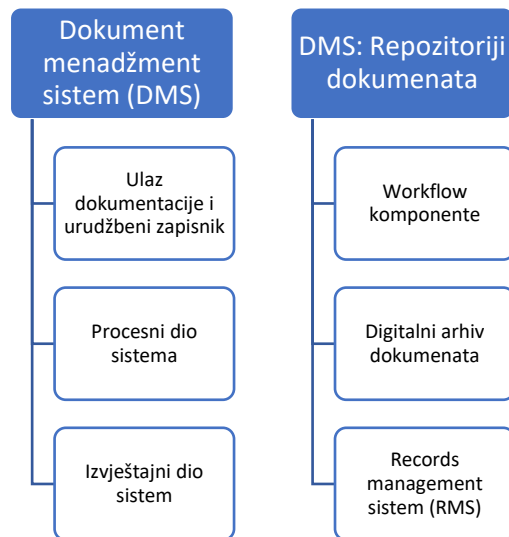 Dokument
menadžment
sistem (DMS)
Ulaz
dokumentacije i
urudžbeni zapisnik
Procesni dio
sistema
Izvještajni dio
sistem
DMS: Repozitoriji
dokumenata
Workflow
komponente
Digitalni arhiv
dokumenata
Records
management
sistem (RMS)